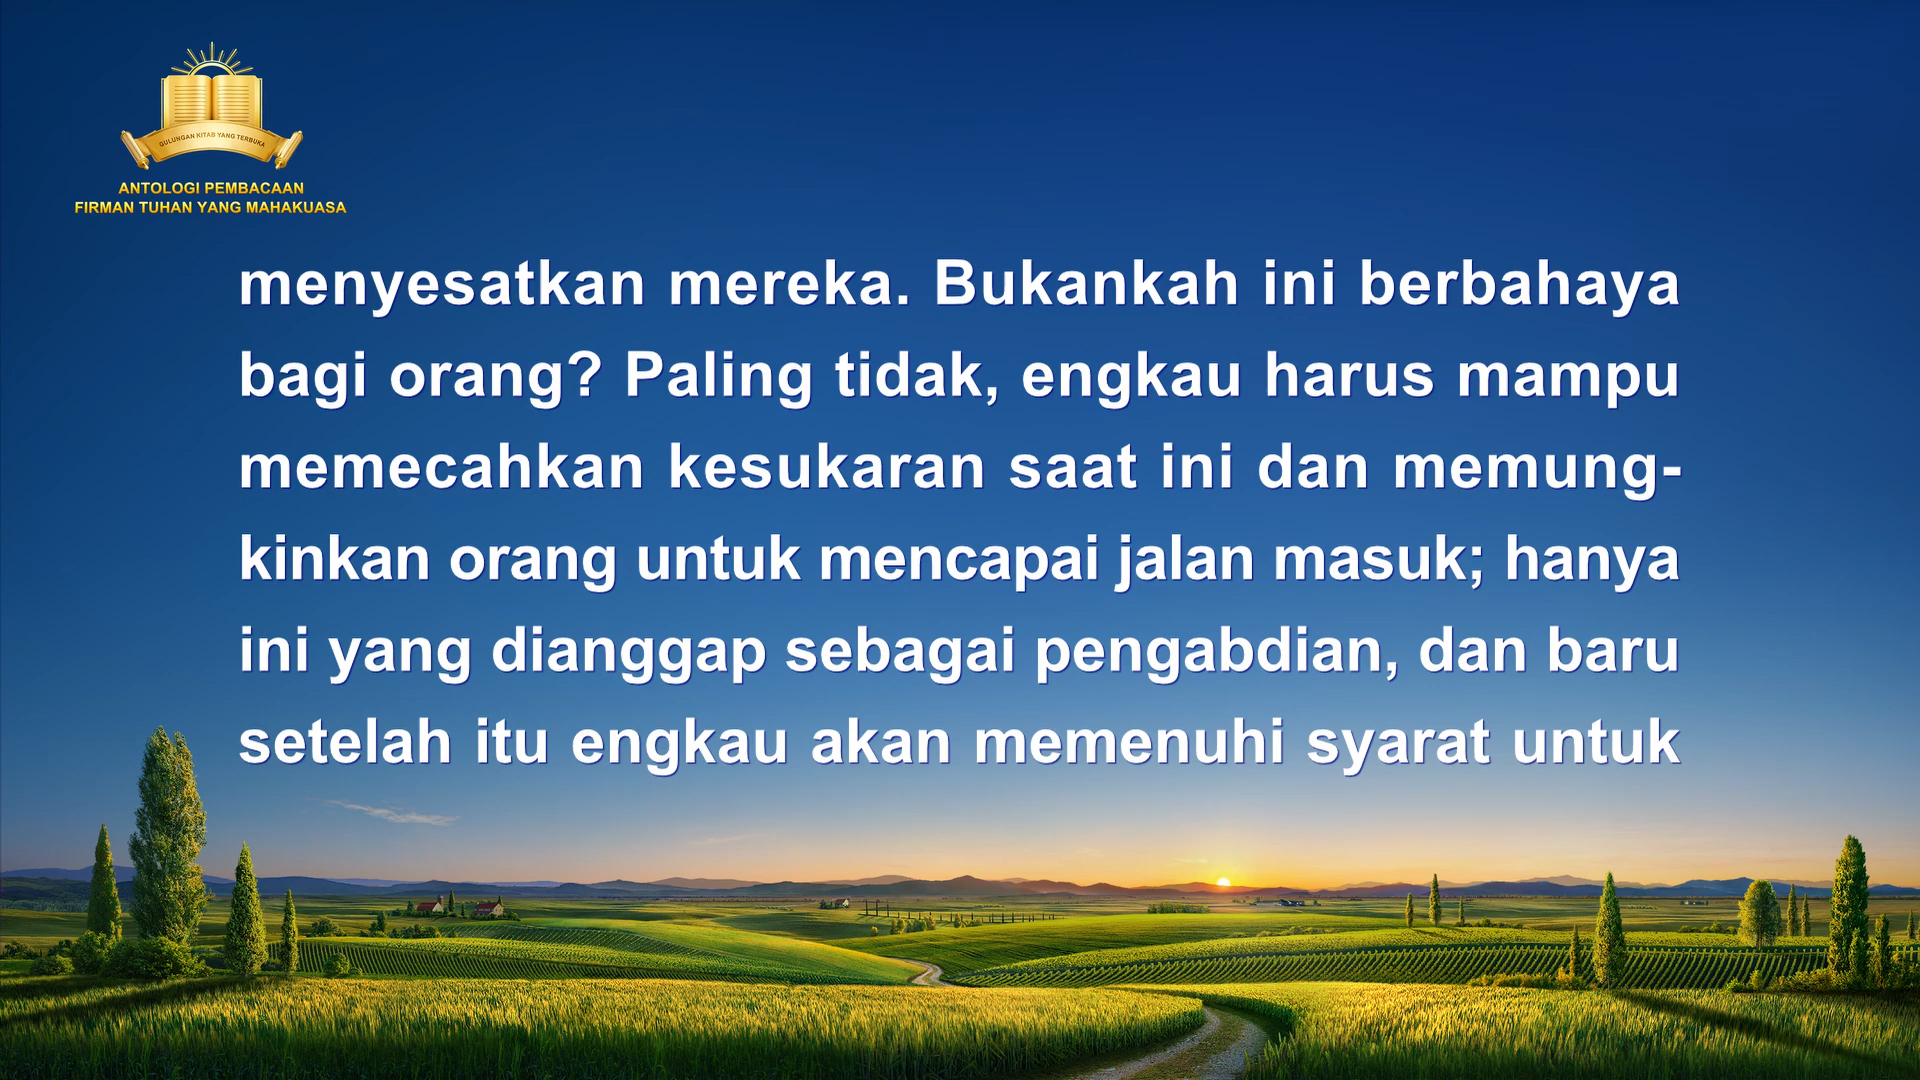 GULUNGAN KITAB YANG TERBUKA
ANTOLOGI PEMBACAAN
FIRMAN TUHAN YANG MAHAKUASA
menyesatkan mereka. Bukankah ini berbahaya
bagi orang? Paling tidak, engkau harus mampu
memecahkan kesukaran saat ini dan memung-
kinkan orang untuk mencapai jalan masuk; hanya
ini yang dianggap sebagai pengabdian, dan baru
setelah itu engkau akan memenuhi syarat untuk